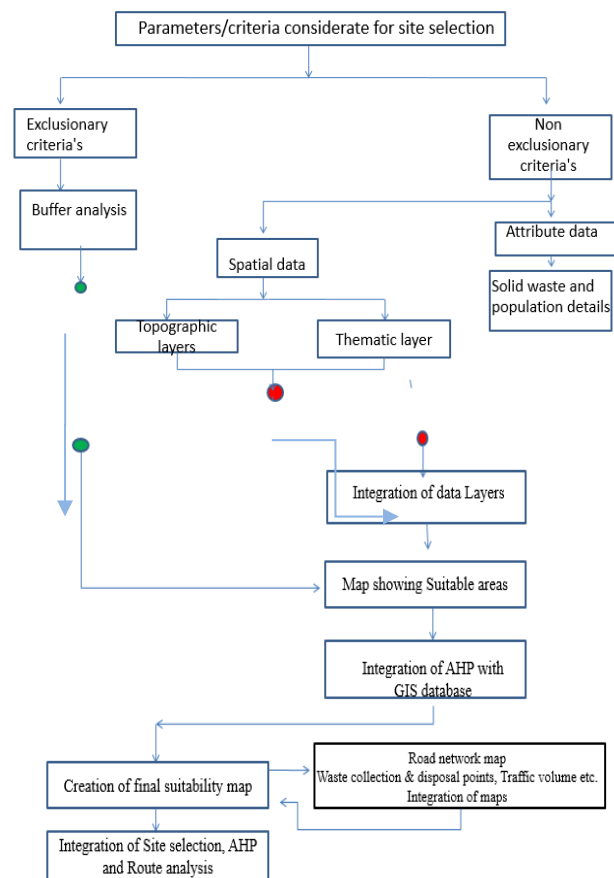 Parameters/criteria considerate for site selection
Exclusionary
criteria's
Non
exclusionary
criteria's
Buffer analysis
Attribute data
Spatial data
Solid waste and
population details
Topographic
layers
Thematic layer
Integration of data Layers
Map showing Suitable areas
Integration of AHP with
GIS database
Road network map
Waste collection & disposal points, Traffic volume etc.
Integration of maps
Creation of final suitability map
Integration of Site selection, AHP
and Route analysis